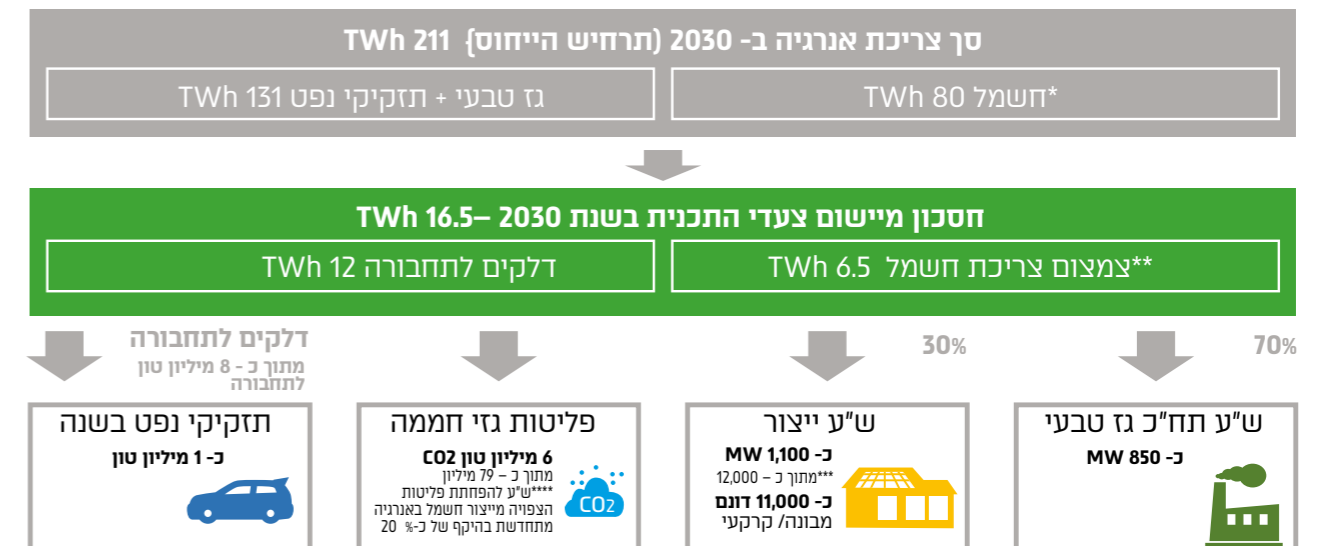 סך צריכת אנרגיה ב- 2030 (תרחיש הייחוס} 211 TWh
*חשמל 80 TWh
גז טבעי + תזקיקי נפט 131 TWh
חסכון מיישום צעדי התכנית בשנת 2030 –16.5 TWh
**צמצום צריכת חשמל 6.5 TWh
דלקים לתחבורה 12 TWh
70%
30%
דלקים לתחבורה
מתוך כ - 8 מיליון טון
לתחבורה
ש"ע תח"כ גז טבעי
כ- 850 MW
ש"ע ייצור
כ- 1,100 MW
***מתוך כ – 12,000
כ- 11,000 דונם
מבונה/ קרקעי
פליטות גזי חממה
6 מיליון טון CO2
מתוך כ – 79 מיליון
****ש"ע להפחתת פליטות
הצפויה מייצור חשמל באנרגיה
מתחדשת בהיקף של כ-% 20
CO2
תזקיקי נפט בשנה
כ- 1 מיליון טון